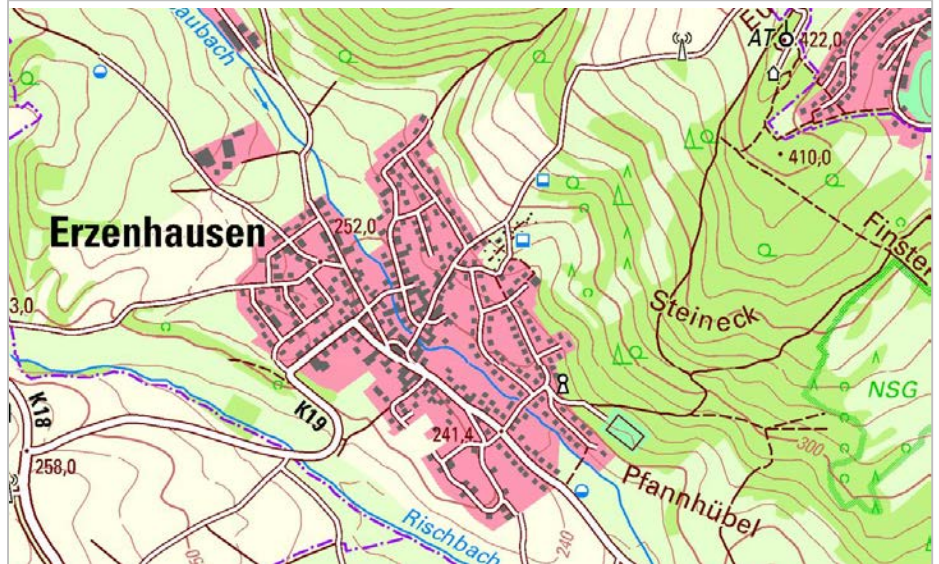 aubach
AT
422,0
410,0
Erzenhausen
252,0
Finster
3,0
Steineck
K18
K19
NSG
241,4
300
258,0
Pfannhübel
Rischbach
240